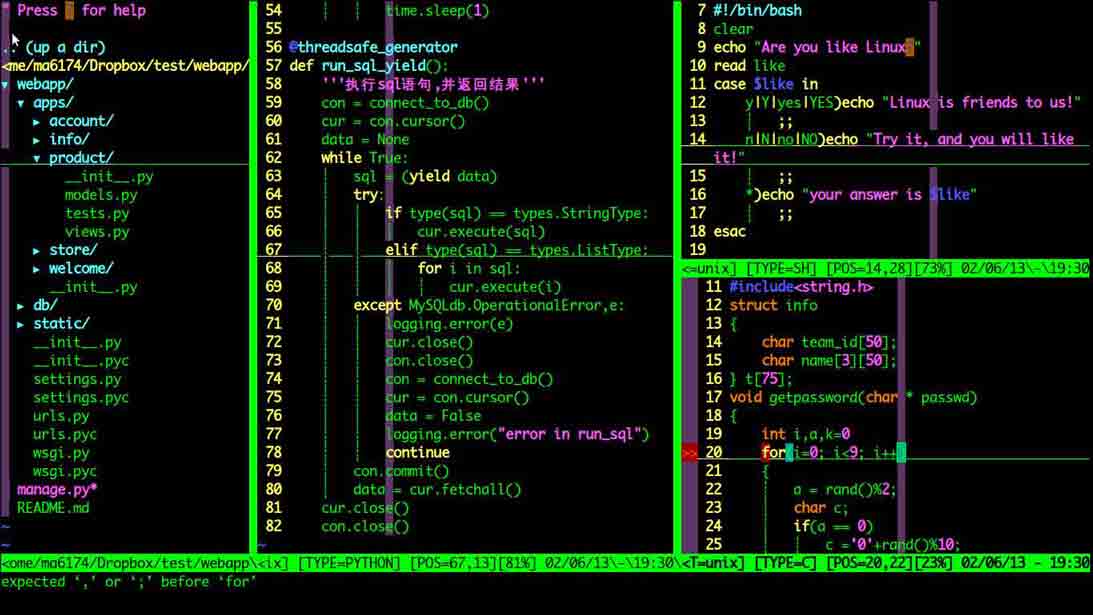 " Press ? for help
.. (up a dir)
<me/ma6174/Dropbox/test/webapp/
▼ webapp/
▼ apps/
▶ account/
▶ info/
▼ product/
__init__.py
models.py
tests.py
views.py
▶ store/
▶ welcome/
__init__.py
▶ db/
▶ static/
__init__.py
__init__.pyc
settings.py
settings.pyc
urls.py
urls.pyc
wsgi.py
wsgi.pyc
manage.py*
README.md
~
~
<ome/ma6174/Dropbox/test/webapp
54 time.sleep(1)
55
56 @threadsafe_generator
57 def run_sql_yield():
58 '''执行sql语句,并返回结果'''
59 con = connect_to_db()
60 cur = con.cursor()
61 data = None
62 while True:
63 sql = (yield data)
64 try:
65 if type(sql) == types.StringType:
66 cur.execute(sql)
67 elif type(sql) == types.ListType:
68 for i in sql:
69 cur.execute(i)
70 except MySQLdb.OperationalError,e:
71 logging.error(e)
72 cur.close()
73 con.close()
74 con = connect_to_db()
75 cur = con.cursor()
76 data = False
77 logging.error("error in run_sql")
78 continue
79 con.commit()
80 data = cur.fetchall()
81 cur.close()
82 con.close()
~
<ix] [TYPE=PYTHON] [POS=67,13][81%] 02/06/13\-\19:30
7 #!/bin/bash
8 clear
9 echo "Are you like Linux "
10 read like
11 case $like in
12 y|Y|yes|YES)echo "Linux is friends to us!"
13 ;;
14 n|N|no|NO)echo "Try it, and you will like
it!"
15 ;;
16 *)echo "your answer is $like"
17 ;;
18 esac
19
<=unix] [TYPE=SH] [POS=14,28][73%] 02/06/13\-\19:30
11 #include<string.h>
12 struct info
13 {
14 char team_id[50];
15 char name[3][50];
16 } t[75];
17 void getpassword(char * passwd)
18 {
19 int i,a,k=0
>> 20 for(i=0; i<9; i++)
21 {
22 a = rand()%2;
23 char c;
24 if(a == 0)
25 c ='0'+rand()%10;
<T=unix] [TYPE=C] [POS=20,22][23%] 02/06/13 - 19:30
expected ‘,’ or ‘;’ before ‘for’